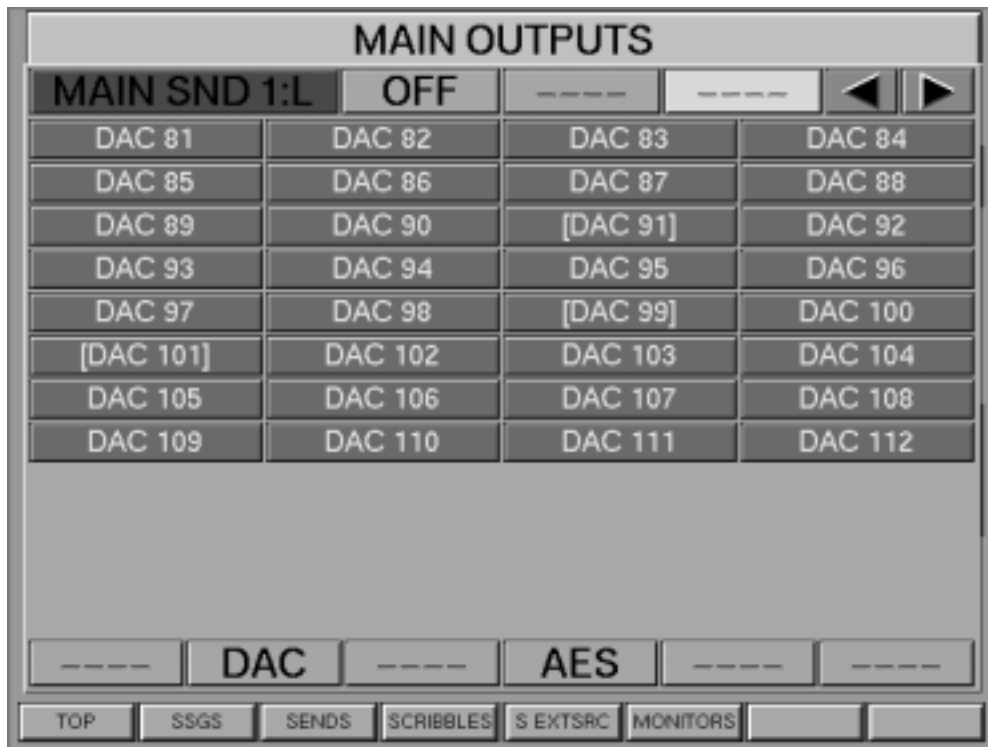 MAIN OUTPUTS
MAIN SND 1:L OFF ---- ----
DAC 81 DAC 82 DAC 83 DAC 84
DAC 85 DAC 86 DAC 87 DAC 88
DAC 89 DAC 90 [DAC 91] DAC 92
DAC 93 DAC 94 DAC 95 DAC 96
DAC 97 DAC 98 [DAC 99] DAC 100
[DAC 101] DAC 102 DAC 103 DAC 104
DAC 105 DAC 106 DAC 107 DAC 108
DAC 109 DAC 110 DAC 111 DAC 112
---- DAC ---- AES ---- ----
TOP SSGS SENDS SCRIBBLES S EXTSRC MONITORS